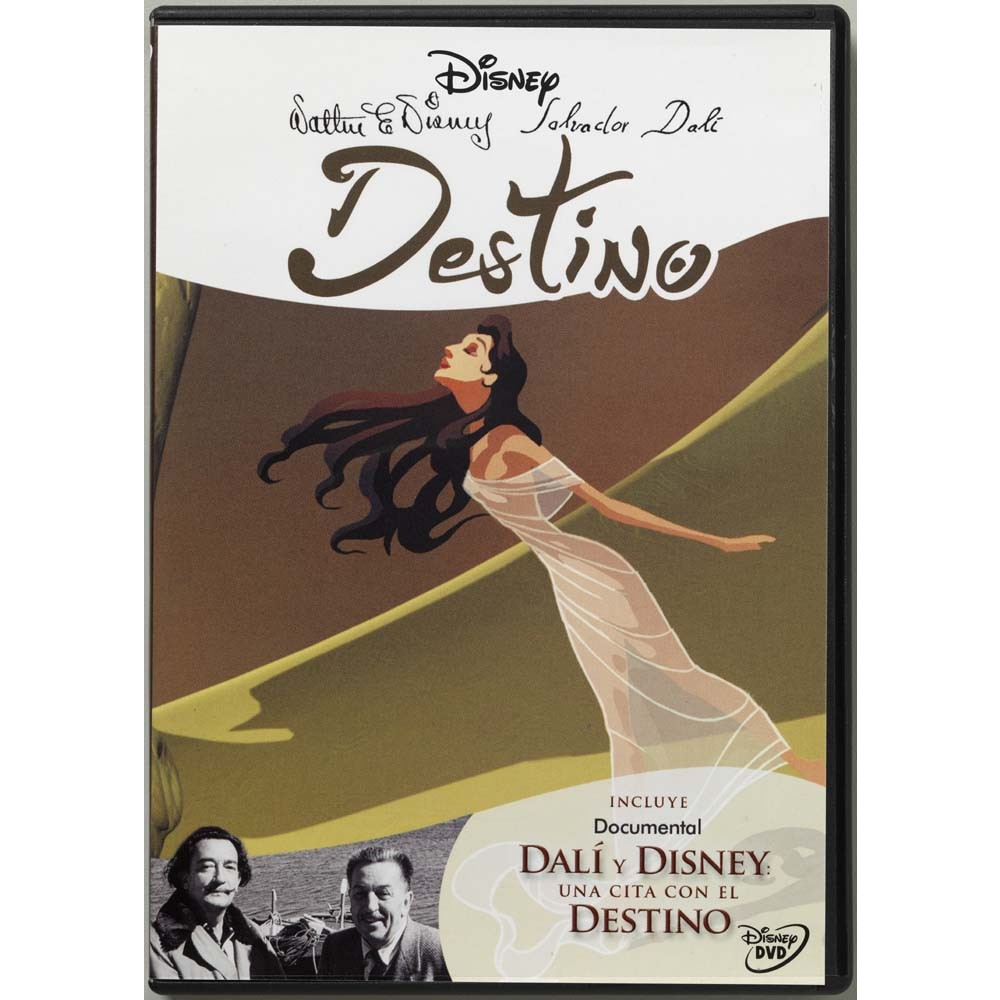 Disney
Walter E Disney Salvador Dalí
Destino
INCLUYE
Documental
DALÍ Y DISNEY:
UNA CITA CON EL
DESTINO
Disney
DVD